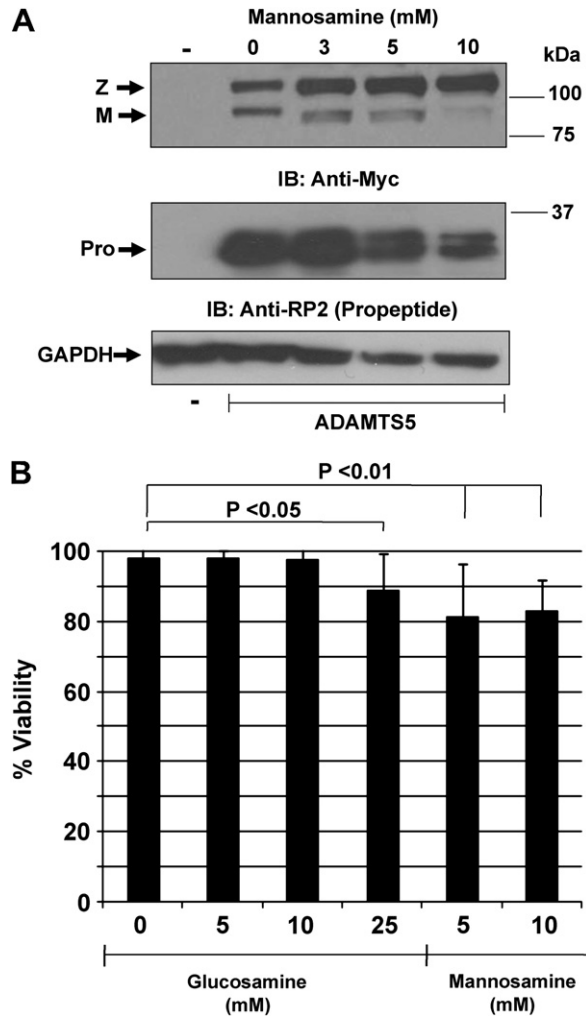 A
Mannosamine (mM)
- 0 3 5 10 kDa
Z
100
M
75
IB: Anti-Myc
37
Pro
IB: Anti-RP2 (Propeptide)
GAPDH
-
ADAMTS5
B
P <0.01
P <0.05
100
80
60
40
20
0
% Viability
0 5 10 25 5 10
Glucosamine Mannosamine
(mM) (mM)